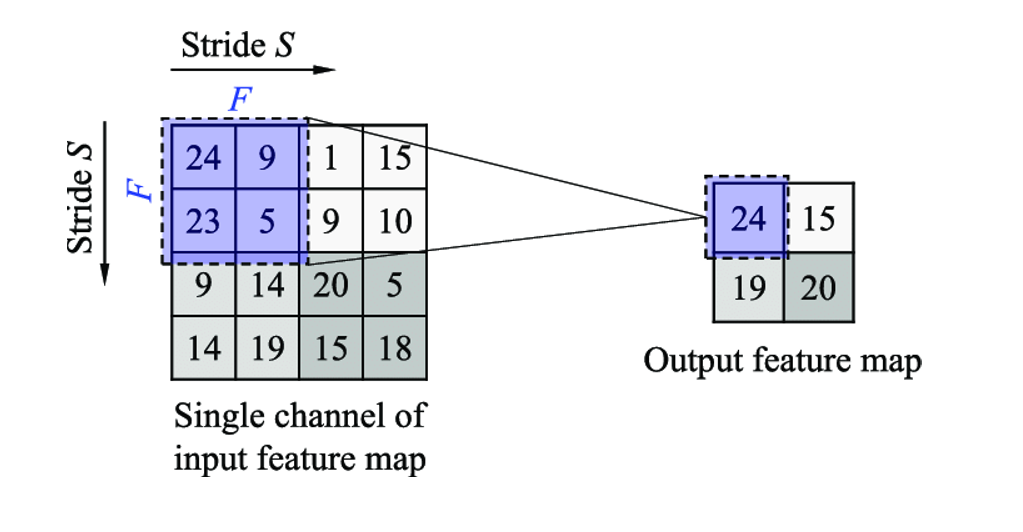 Stride S
F
Stride S
F
24 9 1 15
23 5 9 10
9 14 20 5
14 19 15 18
24 15
19 20
Single channel of
input feature map
Output feature map